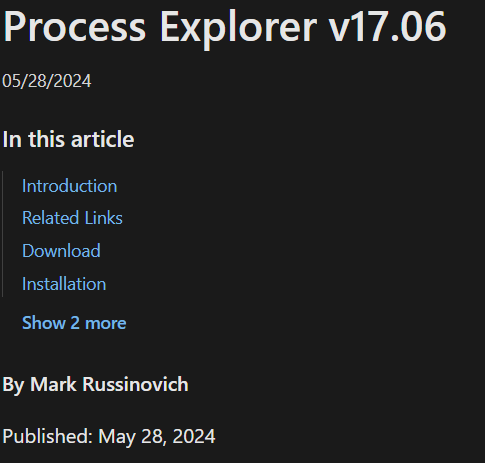 Process Explorer v17.06
05/28/2024
In this article
Introduction
Related Links
Download
Installation
Show 2 more
By Mark Russinovich
Published: May 28, 2024